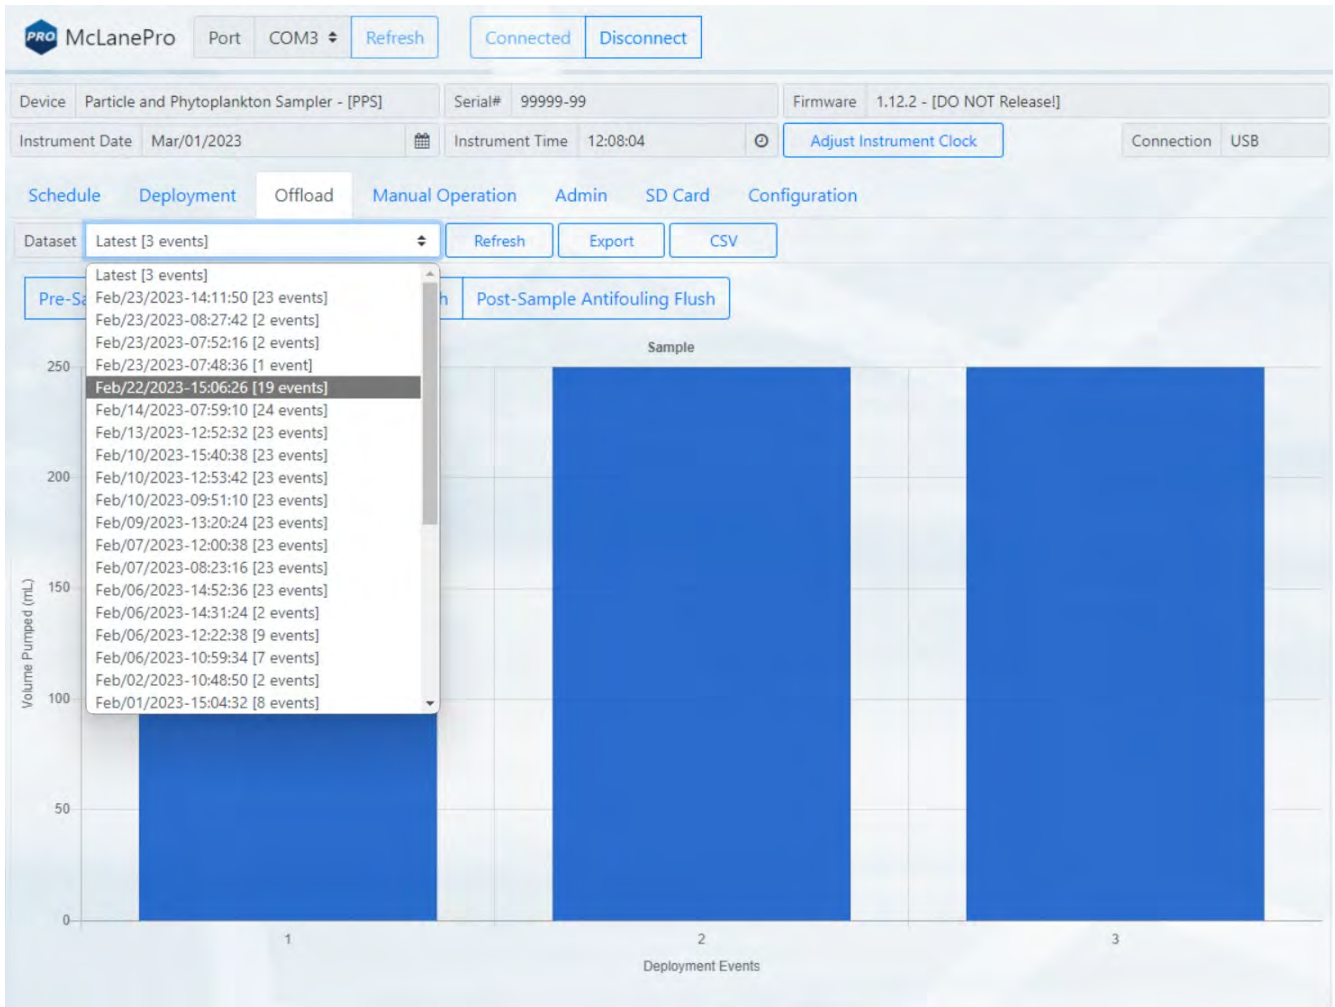 PRO McLanePro Port COM3 Refresh Connected Disconnect
Device Particle and Phytoplankton Sampler - [PPS] Serial# 99999-99 Firmware 1.12.2 - [DO NOT Release!]
Instrument Date Mar/01/2023 Instrument Time 12:08:04 Adjust Instrument Clock Connection USB
Schedule Deployment Offload Manual Operation Admin SD Card Configuration
Dataset Latest [3 events] Refresh Export CSV
Latest [3 events]
Feb/23/2023-14:11:50 [23 events]
Feb/23/2023-08:27:42 [2 events]
Feb/23/2023-07:52:16 [2 events]
Feb/23/2023-07:48:36 [1 event]
Feb/22/2023-15:06:26 [19 events]
Feb/14/2023-07:59:10 [24 events]
Feb/13/2023-12:52:32 [23 events]
Feb/10/2023-15:40:38 [23 events]
Feb/10/2023-12:53:42 [23 events]
Feb/10/2023-09:51:10 [23 events]
Feb/09/2023-13:20:24 [23 events]
Feb/07/2023-12:00:38 [23 events]
Feb/07/2023-08:23:16 [23 events]
Feb/06/2023-14:52:36 [23 events]
Feb/06/2023-14:31:24 [2 events]
Feb/06/2023-12:22:38 [9 events]
Feb/06/2023-10:59:34 [7 events]
Feb/02/2023-10:48:50 [2 events]
Feb/01/2023-15:04:32 [8 events]
Pre-Sa h Post-Sample Antifouling Flush
Sample
250
200
150
100
50
0
Volume Pumped (mL)
1 2 3
Deployment Events